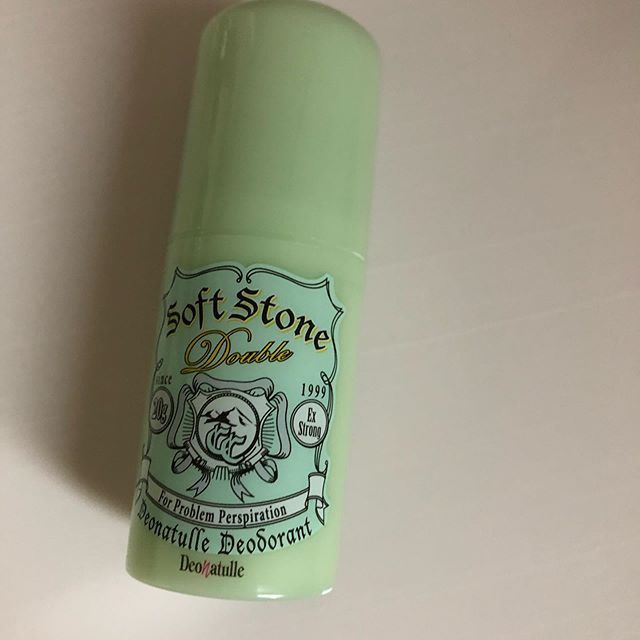 Soft Stone
Double
since 1999
20g
Ex
Strong
For Problem Perspiration
Deonatulle Deodorant
DeoNatulle